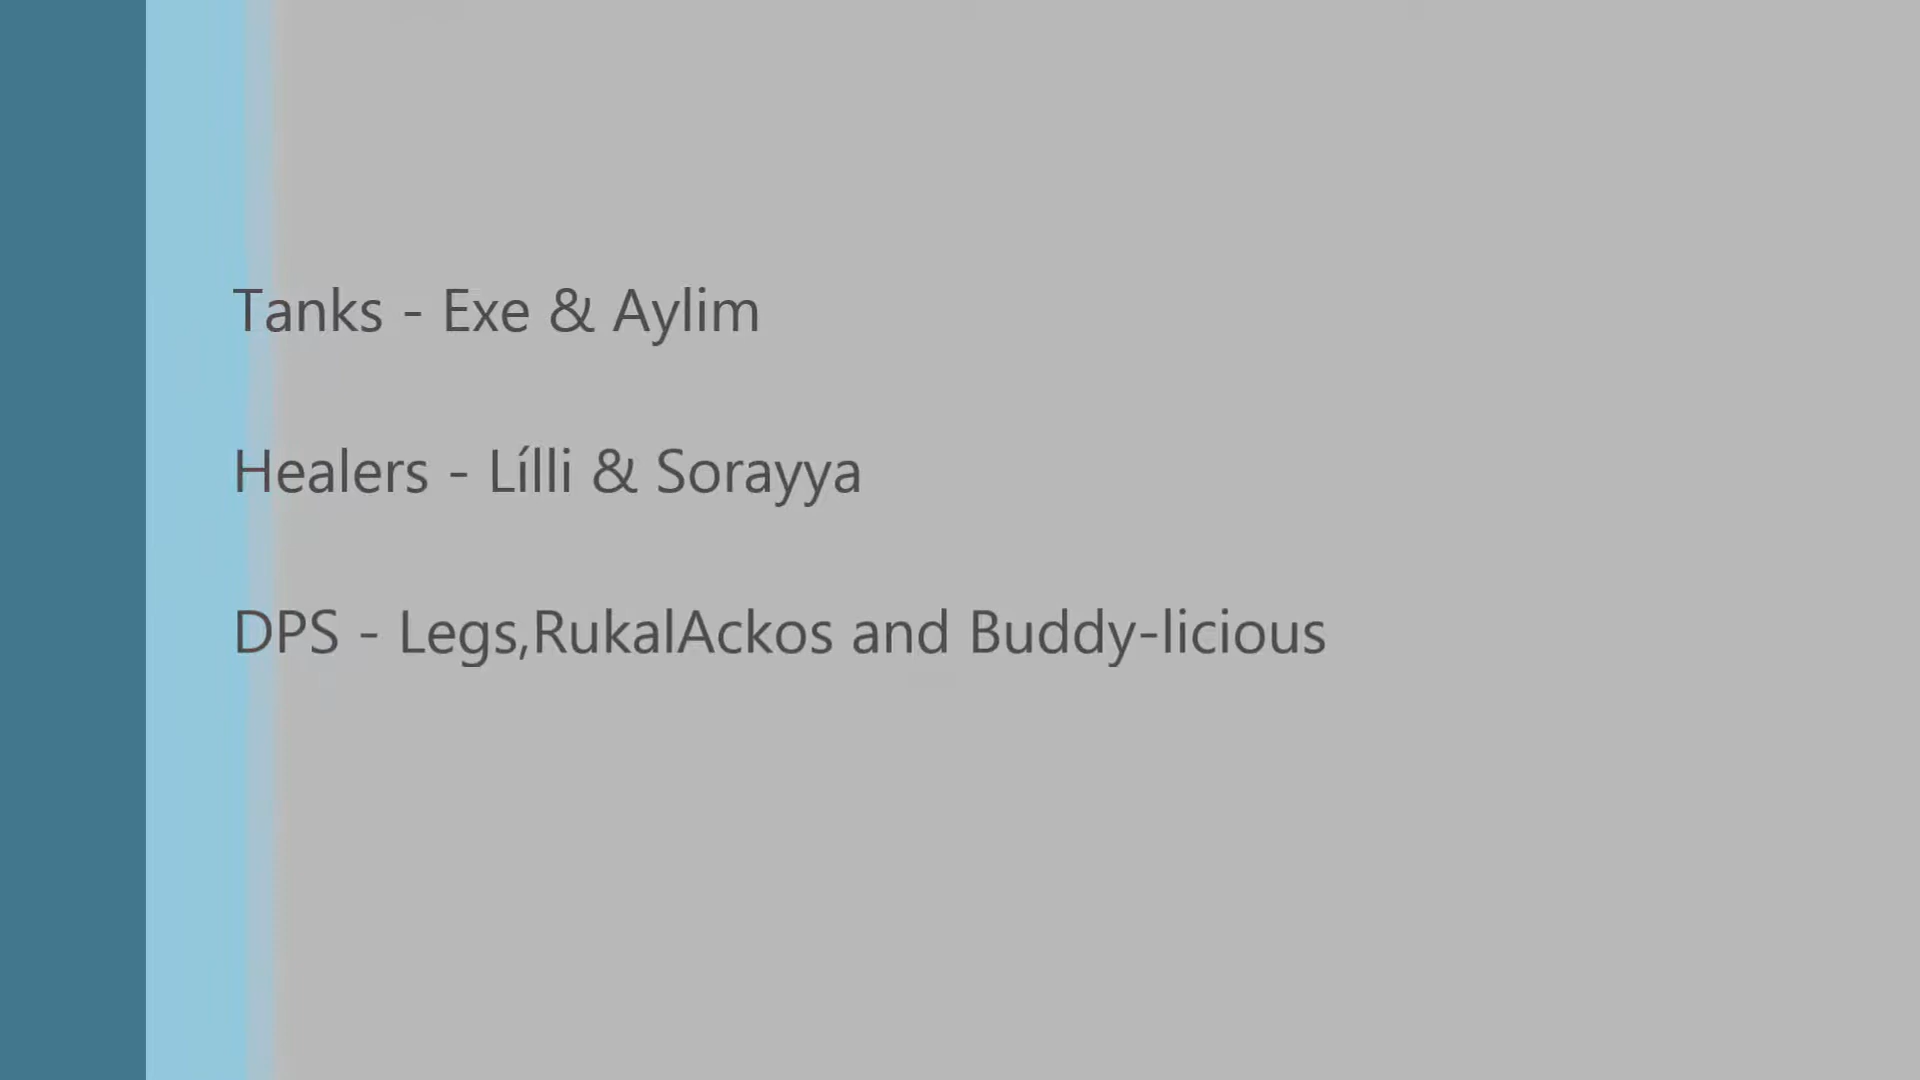 Tanks - Exe & Aylim
Healers - Lílli & Sorayya
DPS - Legs,RukalAckos and Buddy-licious